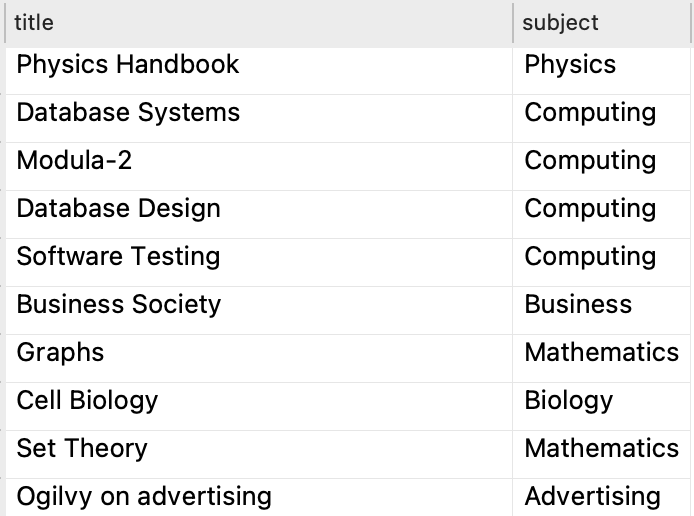 title subject
Physics Handbook Physics
Database Systems Computing
Modula-2 Computing
Database Design Computing
Software Testing Computing
Business Society Business
Graphs Mathematics
Cell Biology Biology
Set Theory Mathematics
Ogilvy on advertising Advertising